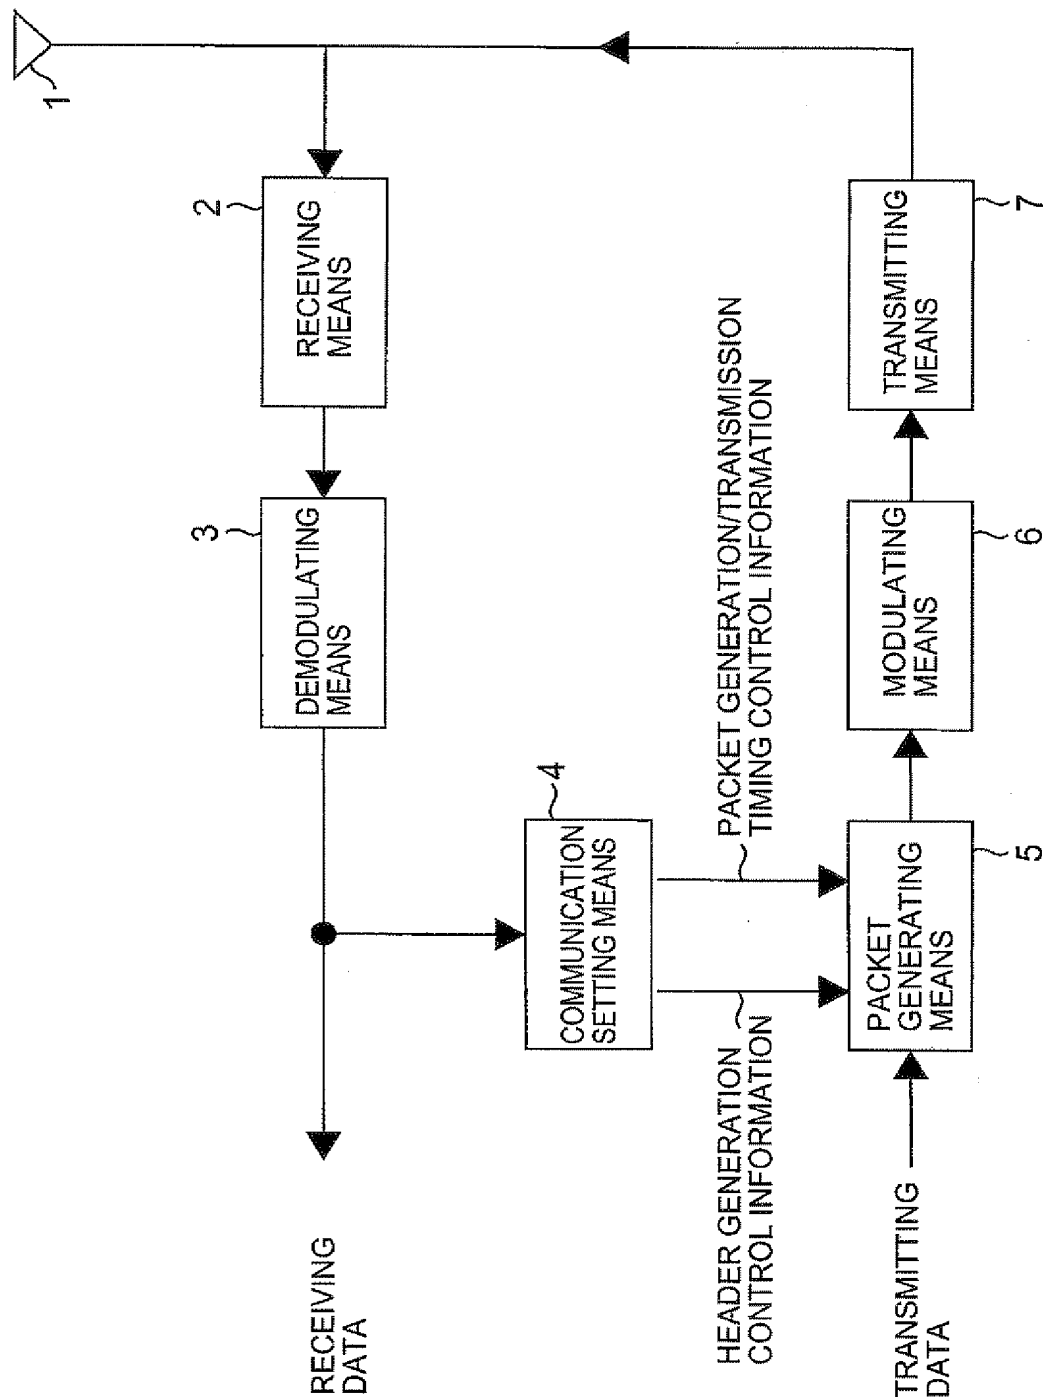 1
2
RECEIVING
MEANS
3
DEMODULATING
MEANS
RECEIVING
DATA
4
COMMUNICATION
SETTING MEANS
HEADER GENERATION
CONTROL INFORMATION
PACKET GENERATION/TRANSMISSION
TIMING CONTROL INFORMATION
TRANSMITTING
DATA
PACKET
GENERATING
MEANS
5
MODULATING
MEANS
6
TRANSMITTING
MEANS
7